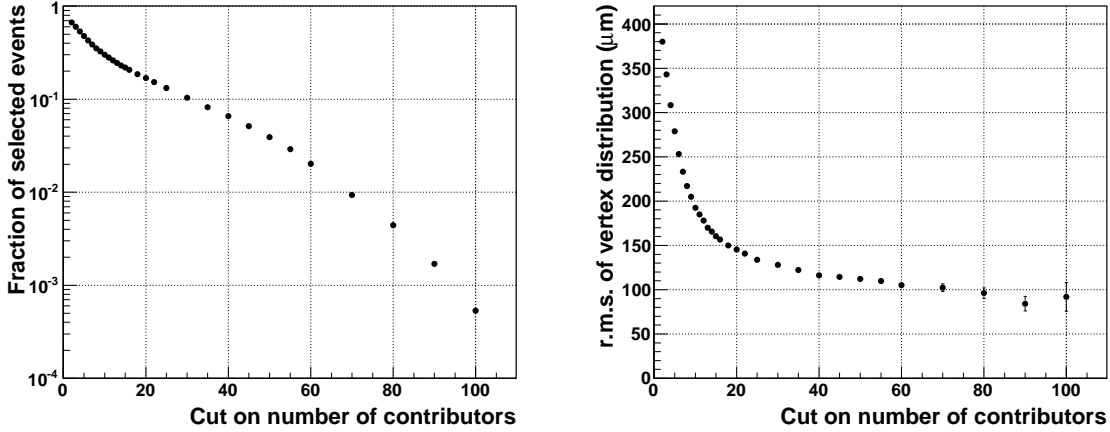 Fraction of selected events
1
10^-1
10^-2
10^-3
10^-4
0 20 40 60 80 100
Cut on number of contributors
r.m.s. of vertex distribution (μm)
400
350
300
250
200
150
100
50
0
0 20 40 60 80 100
Cut on number of contributors